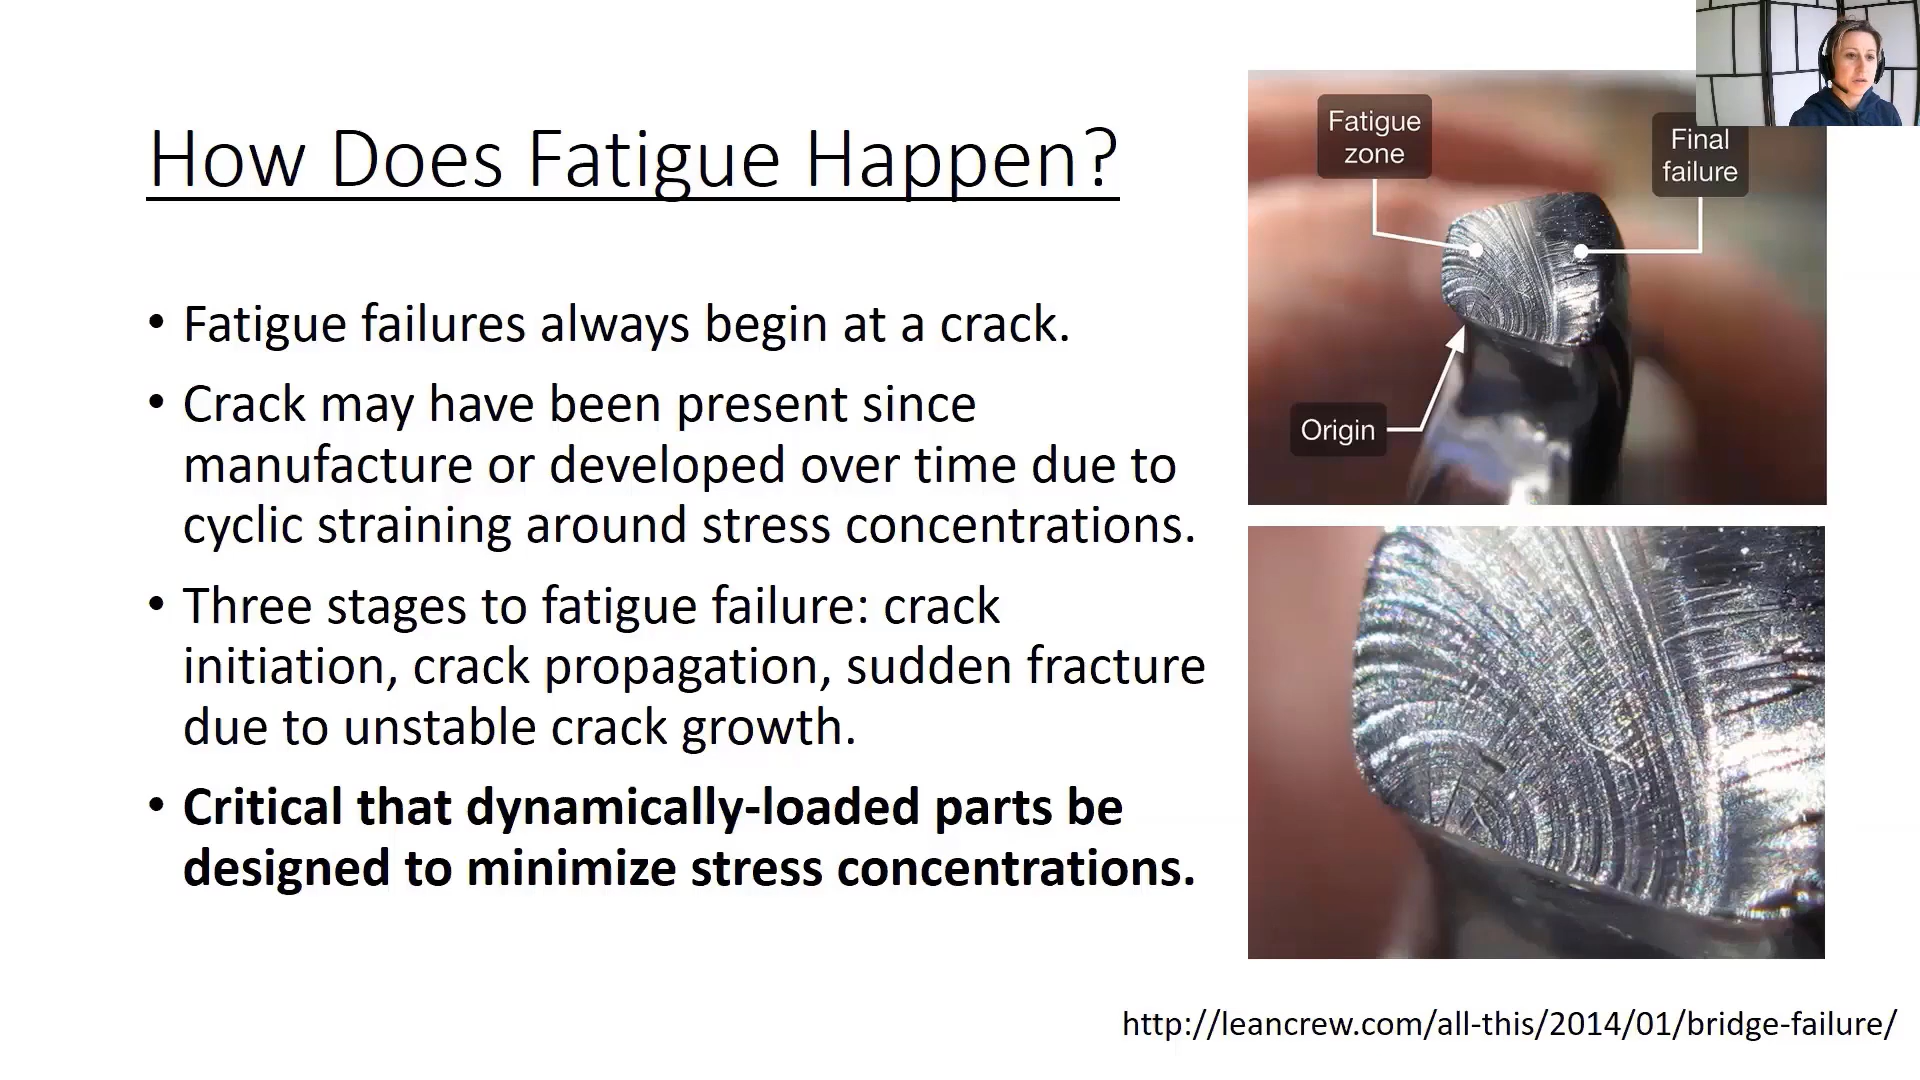 How Does Fatigue Happen?
• Fatigue failures always begin at a crack.
• Crack may have been present since
manufacture or developed over time due to
cyclic straining around stress concentrations.
• Three stages to fatigue failure: crack
initiation, crack propagation, sudden fracture
due to unstable crack growth.
• Critical that dynamically-loaded parts be
designed to minimize stress concentrations.
Fatigue
zone
Final
failure
Origin
http://leancrew.com/all-this/2014/01/bridge-failure/